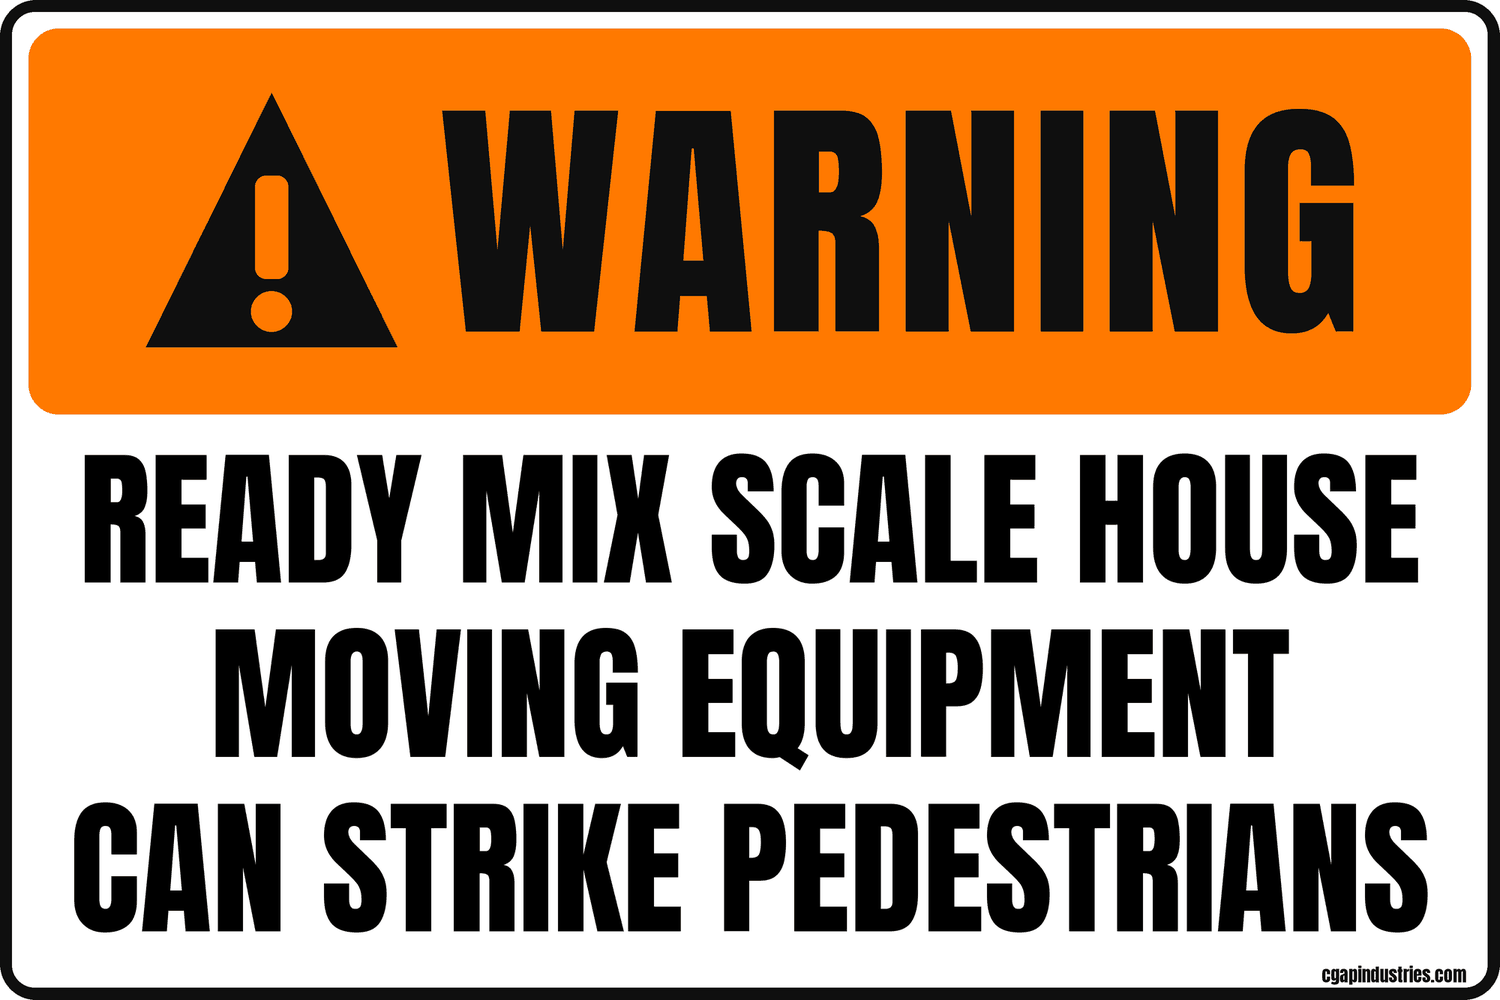 WARNING
READY MIX SCALE HOUSE
MOVING EQUIPMENT
CAN STRIKE PEDESTRIANS
cgapindustries.com